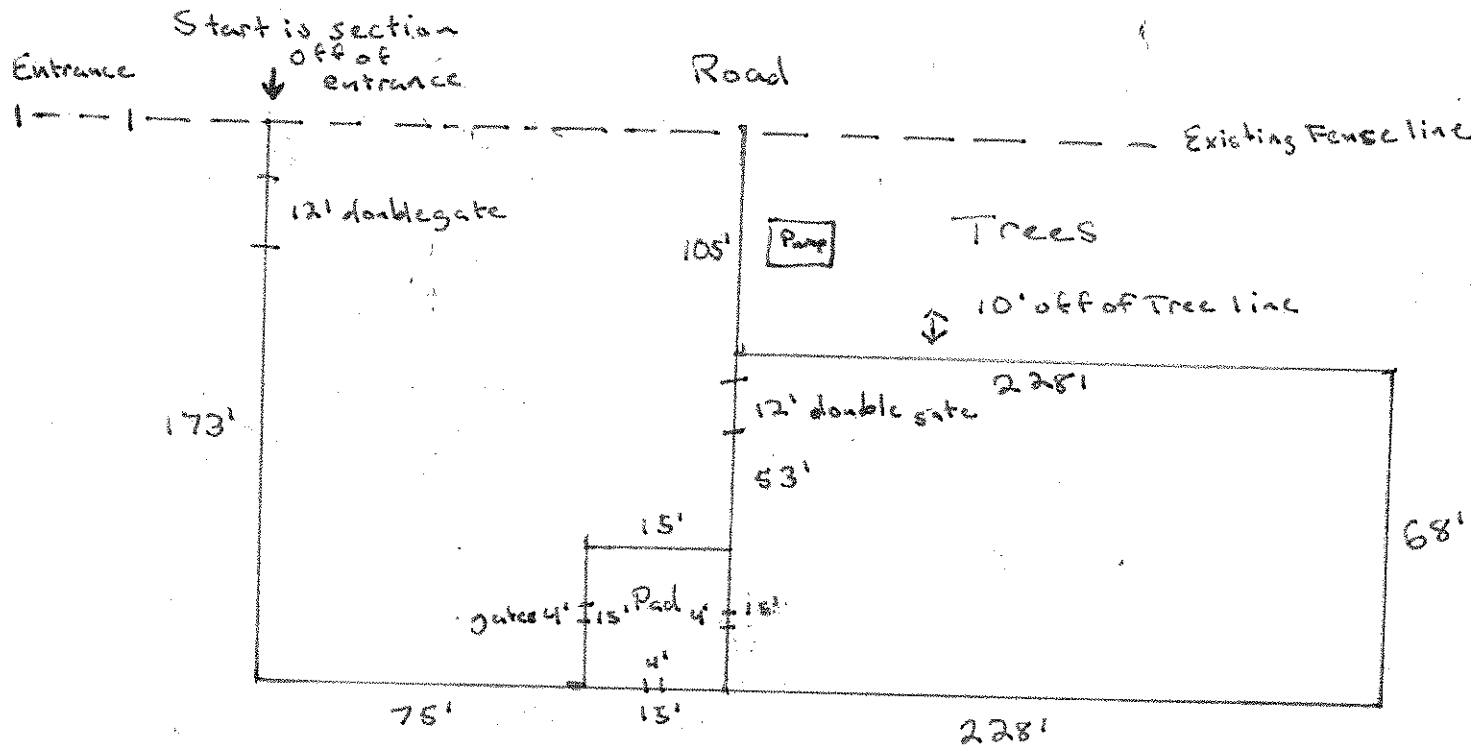 Start is section
off of
entrance
Entrance
Road
Existing Fense line
12' doublegate
105'
Pump
Trees
10' off of Tree line
228'
12' double gate
173'
53'
15'
68'
gates 4'
15'
Pad
4'
15'
4'
75'
15'
228'